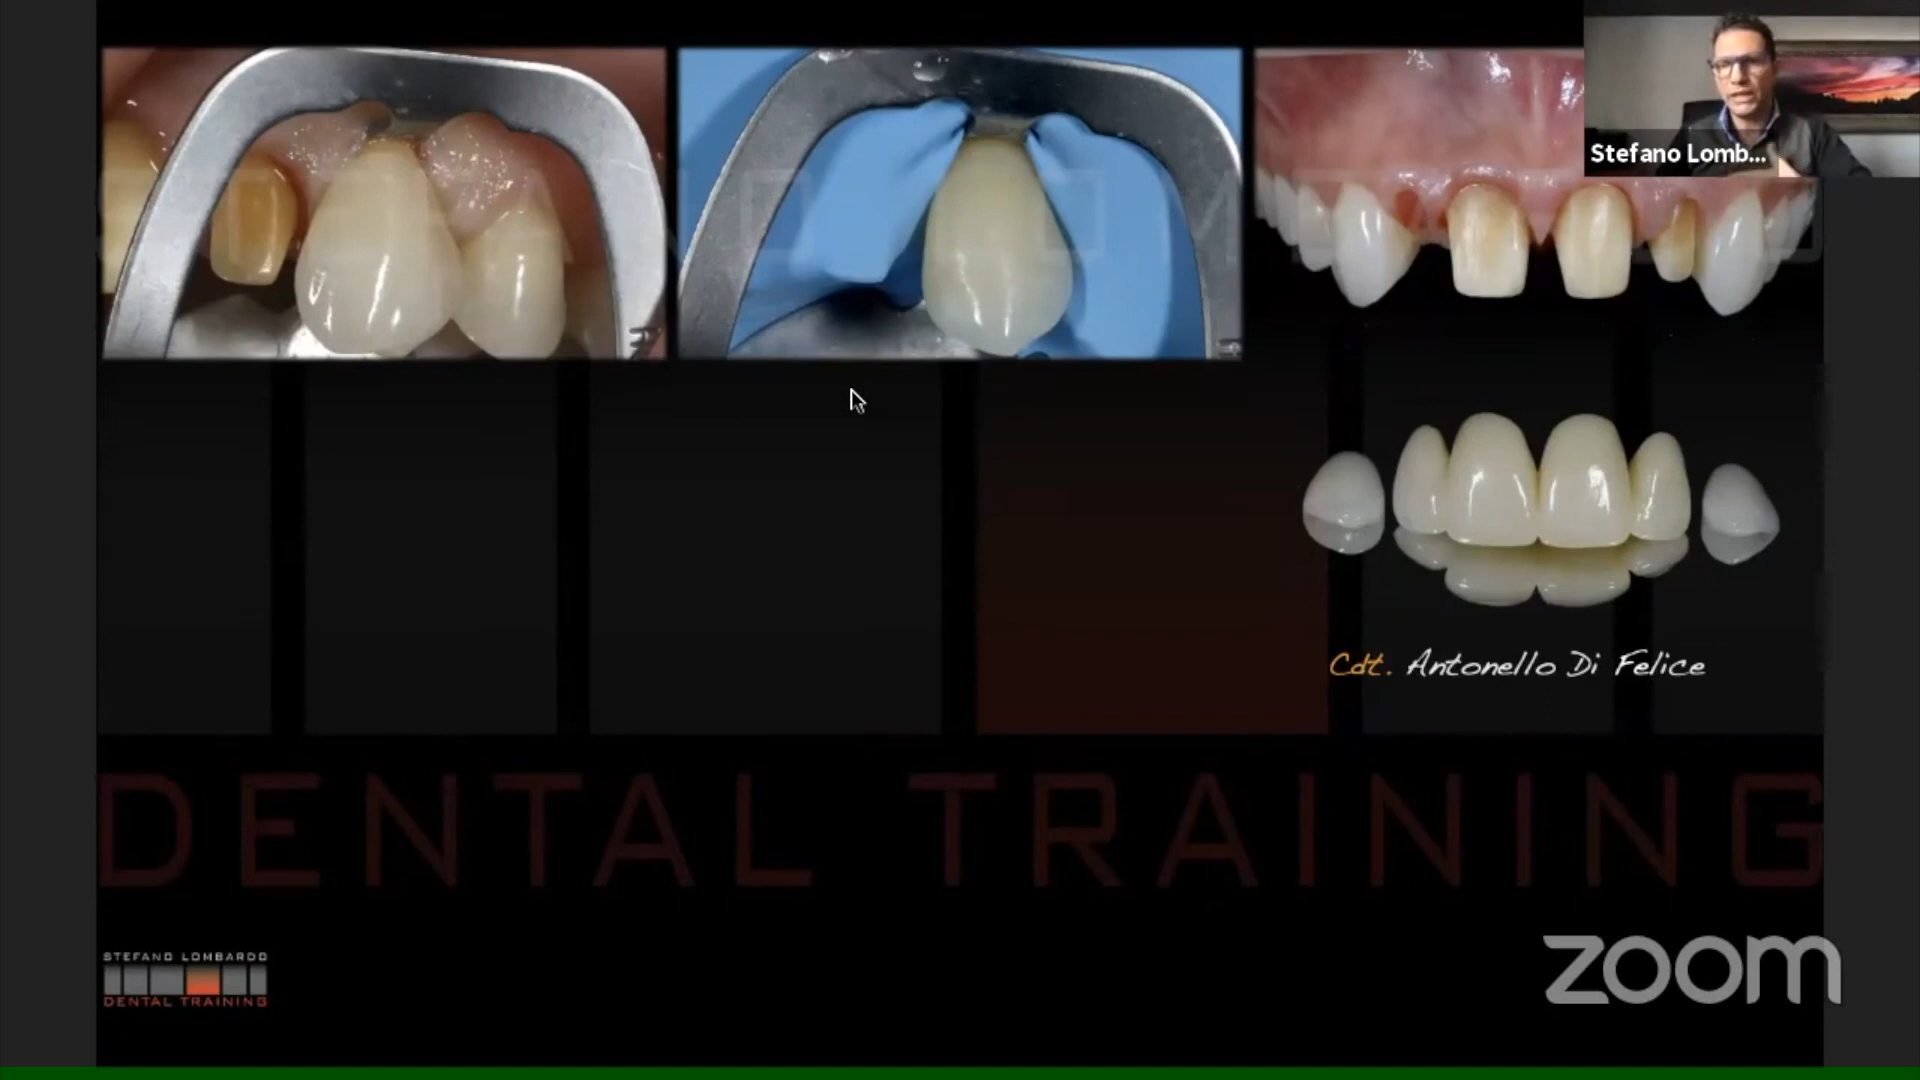 Stefano Lomb...
Cdt. Antonello Di Felice
DENTAL TRAINING
STEFANO LOMBARDO
DENTAL TRAINING
zoom